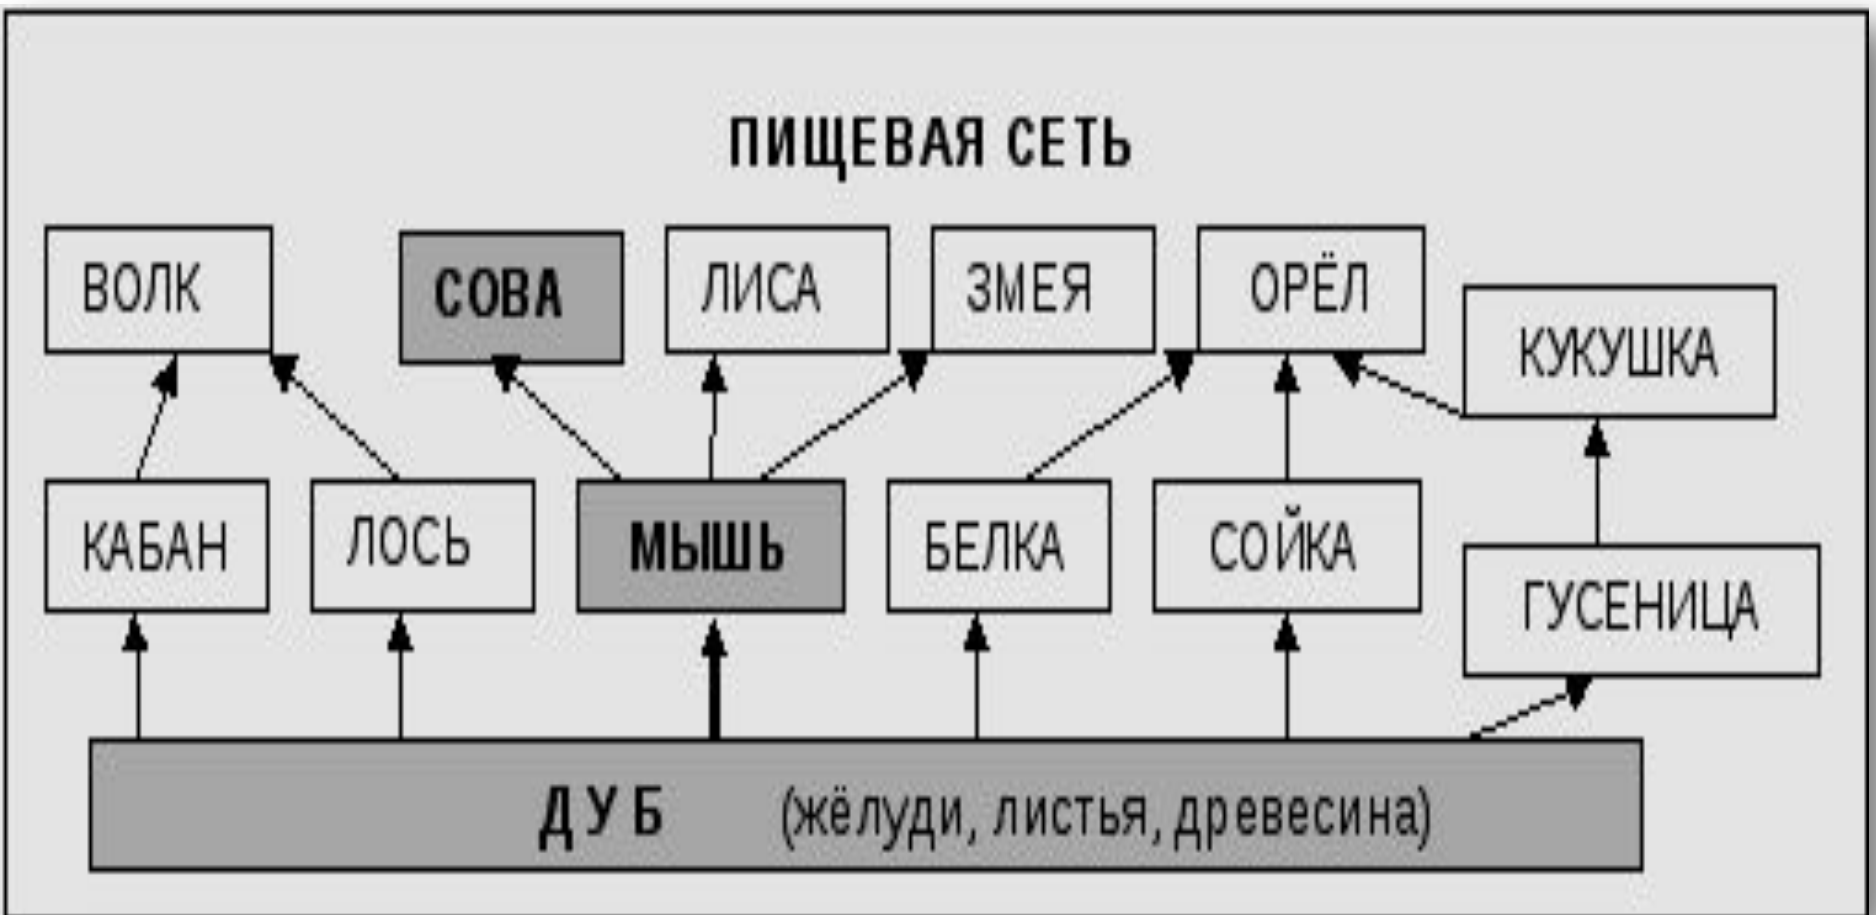 ПИЩЕВАЯ СЕТЬ
ВОЛК
СОВА
ЛИСА
ЗМЕЯ
ОРЁЛ
КУКУШКА
КАБАН
ЛОСЬ
МЫШЬ
БЕЛКА
СОЙКА
ГУСЕНИЦА
ДУБ (жёлуди, листья, древесина)